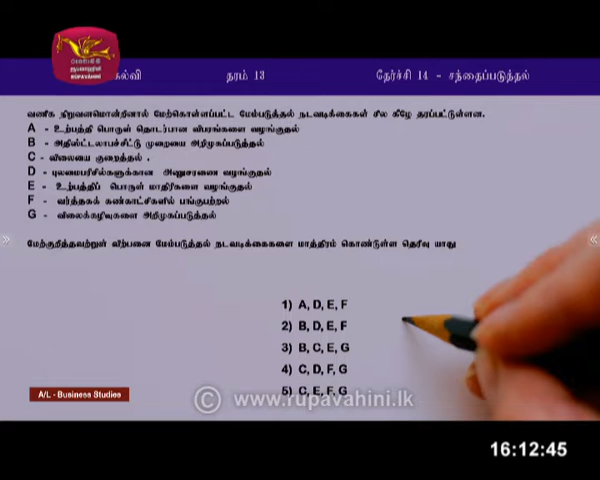 RUPAVAHINI
கல்வி
தரம் 13
தேர்ச்சி 14 - சந்தைப்படுத்தல்
வணிக நிறுவனமொன்றினால் மேற்கொள்ளப்பட்ட மேம்படுத்தல் நடவடிக்கைகள் சில கீழே தரப்பட்டுள்ளன.
A - உற்பத்தி பொருள் தொடர்பான விபரங்களை வழங்குதல்
B - அதிஸ்டலாபச்சீட்டு முறையை அறிமுகப்படுத்தல்
C - விலையை குறைத்தல் .
D - புலமைபரிசில்களுக்கான அனுசரணை வழங்குதல்
E - உற்பத்திப் பொருள் மாதிரிகளை வழங்குதல்
F - வர்த்தகக் கண்காட்சிகளில் பங்குபற்றல்
G - விலைக்கழிவுகளை அறிமுகப்படுத்தல்
மேற்குறித்தவற்றுள் விற்பனை மேம்படுத்தல் நடவடிக்கைகளை மாத்திரம் கொண்டுள்ள தெரிவு யாது
1) A, D, E, F
2) B, D, E, F
3) B, C, E, G
4) C, D, F, G
5) C, E, F, G
A/L - Business Studies
© www.rupavahini.lk
16:12:45